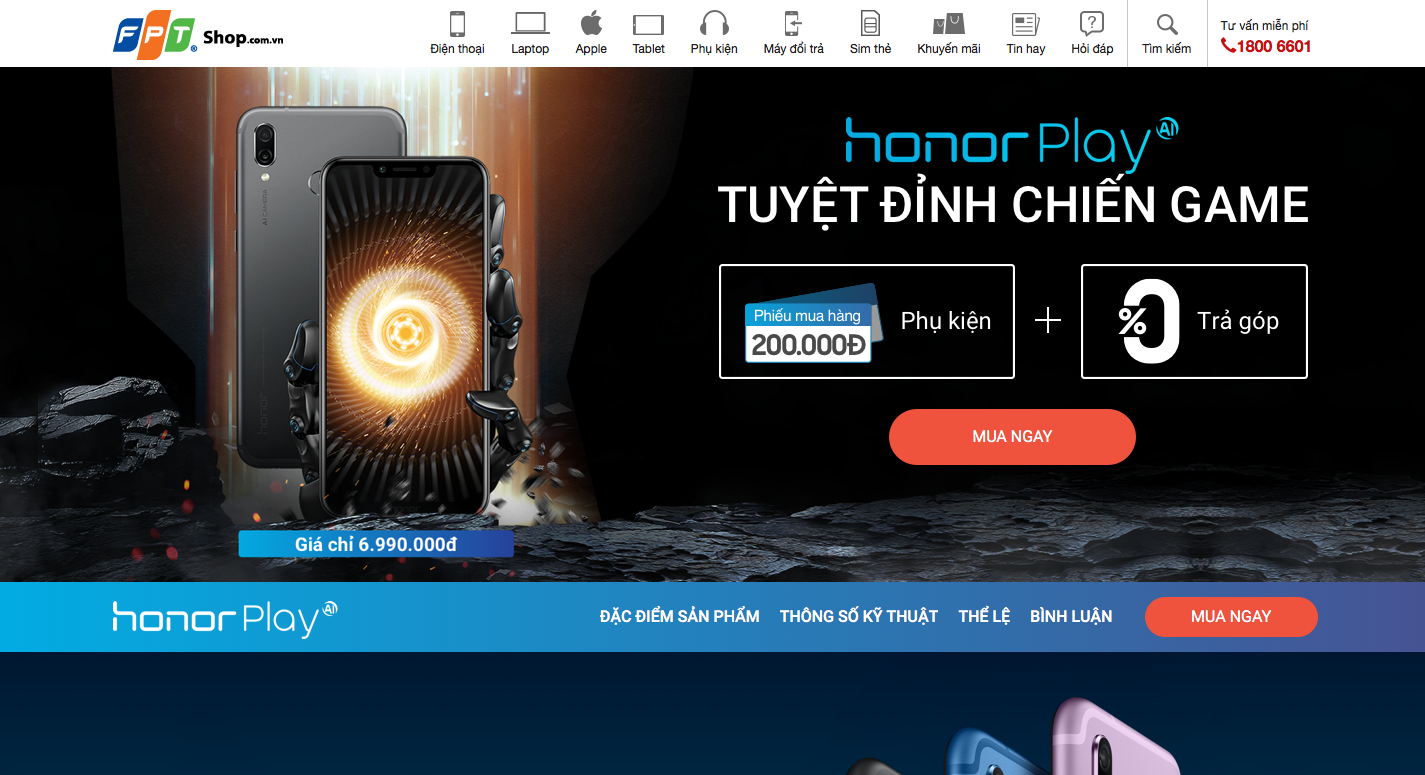 FPT Shop.com.vn
Điện thoại
Laptop
Apple
Tablet
Phụ kiện
Máy đổi trả
Sim thẻ
Khuyến mãi
Tin hay
Hỏi đáp
Tìm kiếm
Tư vấn miễn phí
1800 6601
honor Play AI
TUYỆT ĐỈNH CHIẾN GAME
Phiếu mua hàng
200.000Đ
Phụ kiện
+
0%
Trả góp
MUA NGAY
AI CAMERA
honor
Giá chỉ 6.990.000đ
honor Play AI
ĐẶC ĐIỂM SẢN PHẨM
THÔNG SỐ KỸ THUẬT
THỂ LỆ
BÌNH LUẬN
MUA NGAY